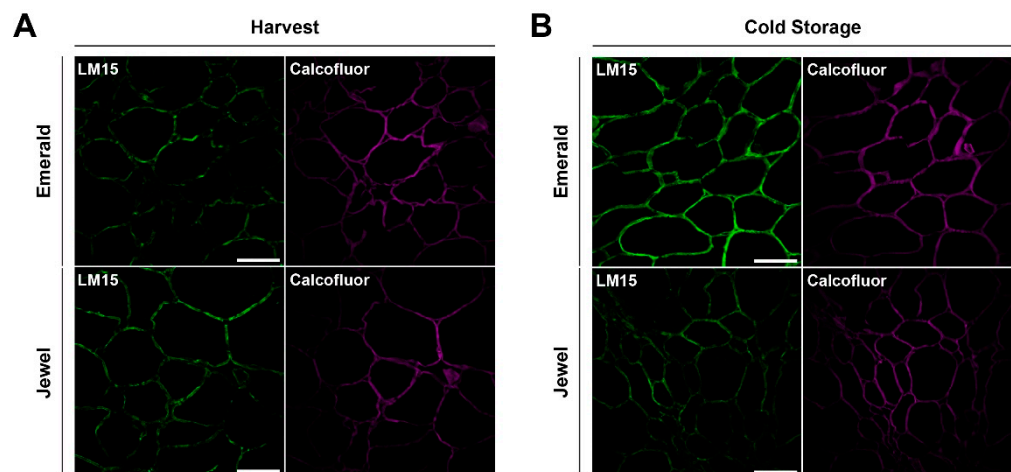 A
Harvest
Emerald
LM15
Calcofluor
Jewel
LM15
Calcofluor
B
Cold Storage
Emerald
LM15
Calcofluor
Jewel
LM15
Calcofluor